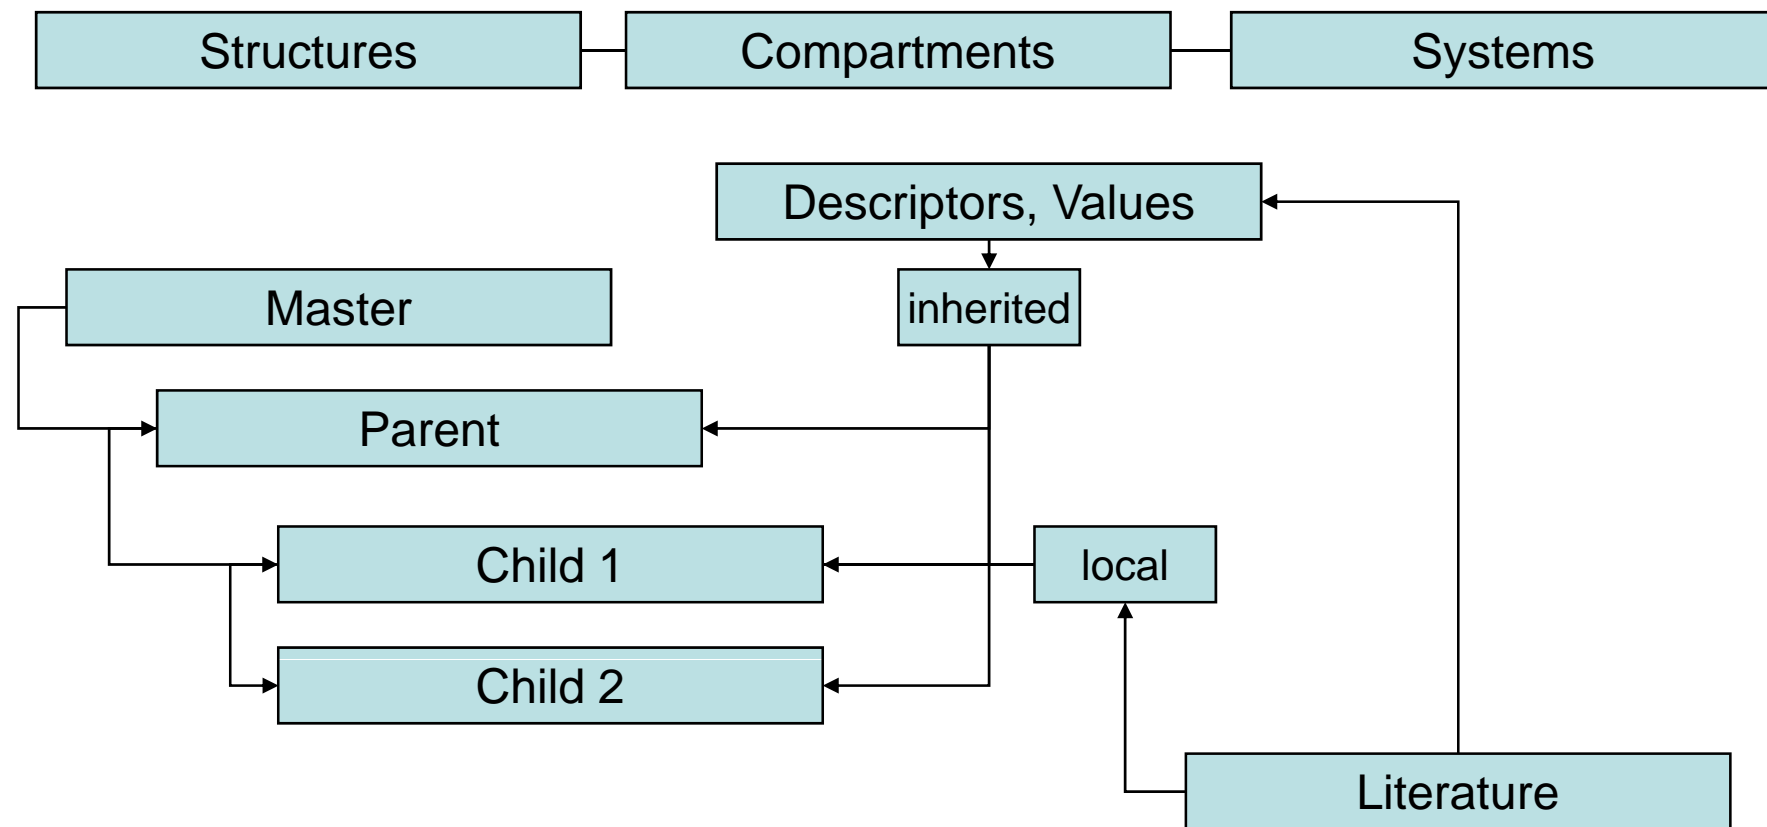 Structures
Compartments
Systems
Descriptors, Values
Master
inherited
Parent
Child 1
local
Child 2
Literature